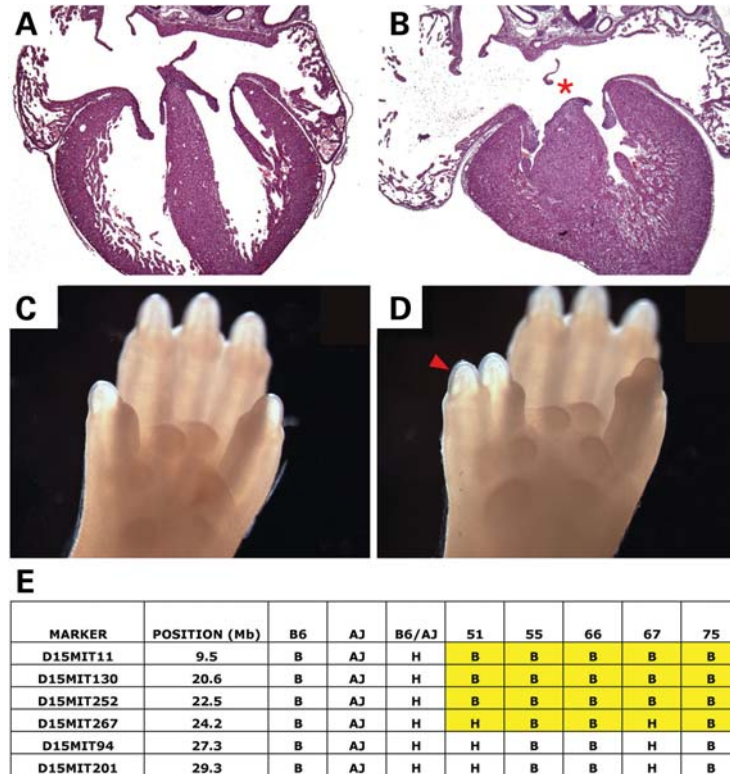 A B
C D
E
MARKER POSITION (Mb) B6 AJ B6/AJ 51 55 66 67 75
D15MIT11 9.5 B AJ H B B B B B
D15MIT130 20.6 B AJ H B B B B B
D15MIT252 22.5 B AJ H B B B B B
D15MIT267 24.2 B AJ H H B B H B
D15MIT94 27.3 B AJ H H B B H B
D15MIT201 29.3 B AJ H H B B H B